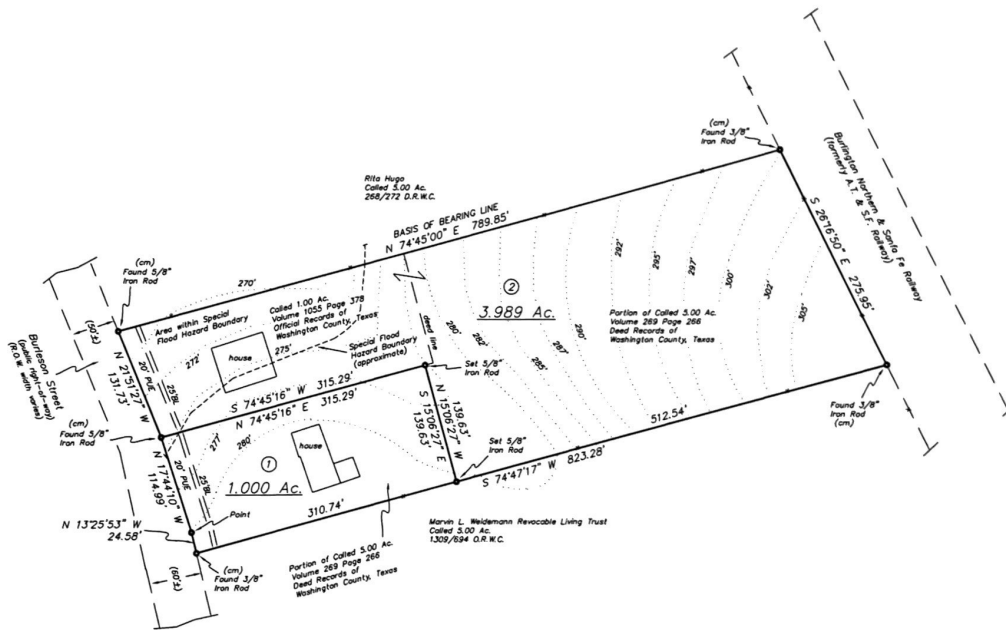 (cm)
Found 3/8"
Iron Rod
Burlington Northern & Santa Fe Railway
(formerly A.T. & S.F. Railway)
Rita Hugo
Called 5.00 Ac.
268/272 D.R.W.C.
BASIS OF BEARING LINE
N 74'45'00" E 789.85'
S 26'16'50" E 275.95'
(cm)
Found 5/8"
Iron Rod
270'
(50'±)
Burleson Street
(public right-of-way)
(R.O.W. width varies)
Area within Special
Flood Hazard Boundary
Called 1.00 Ac.
Volume 1055 Page 378
Official Records of
Washington County, Texas
272'
275'
house
Special Flood
Hazard Boundary
(approximate)
deed line
②
3.989 Ac.
Portion of Called 5.00 Ac.
Volume 269 Page 266
Deed Records of
Washington County, Texas
280'
282'
285'
287'
290'
292'
295'
297'
300'
302'
305'
N 21'51'27" W
131.73'
20' PUE
25'BL
Set 5/8"
Iron Rod
S 74'45'16" W 315.29'
N 74'45'16" E 315.29'
N 15'06'27" W
139.63'
S 15'06'27" E
139.63'
Found 3/8"
Iron Rod
(cm)
(cm)
Found 5/8"
Iron Rod
277'
280'
house
①
1.000 Ac.
N 17'44'10" W
114.99'
20' PUE
25'BL
Set 5/8"
Iron Rod
512.54'
S 74'47'17" W 823.28'
310.74'
Point
N 13'25'53" W
24.58'
(60'±)
(cm)
Found 3/8"
Iron Rod
Portion of Called 5.00 Ac.
Volume 269 Page 266
Deed Records of
Washington County, Texas
Marvin L. Weidemann Revocable Living Trust
Called 5.00 Ac.
1309/694 O.R.W.C.